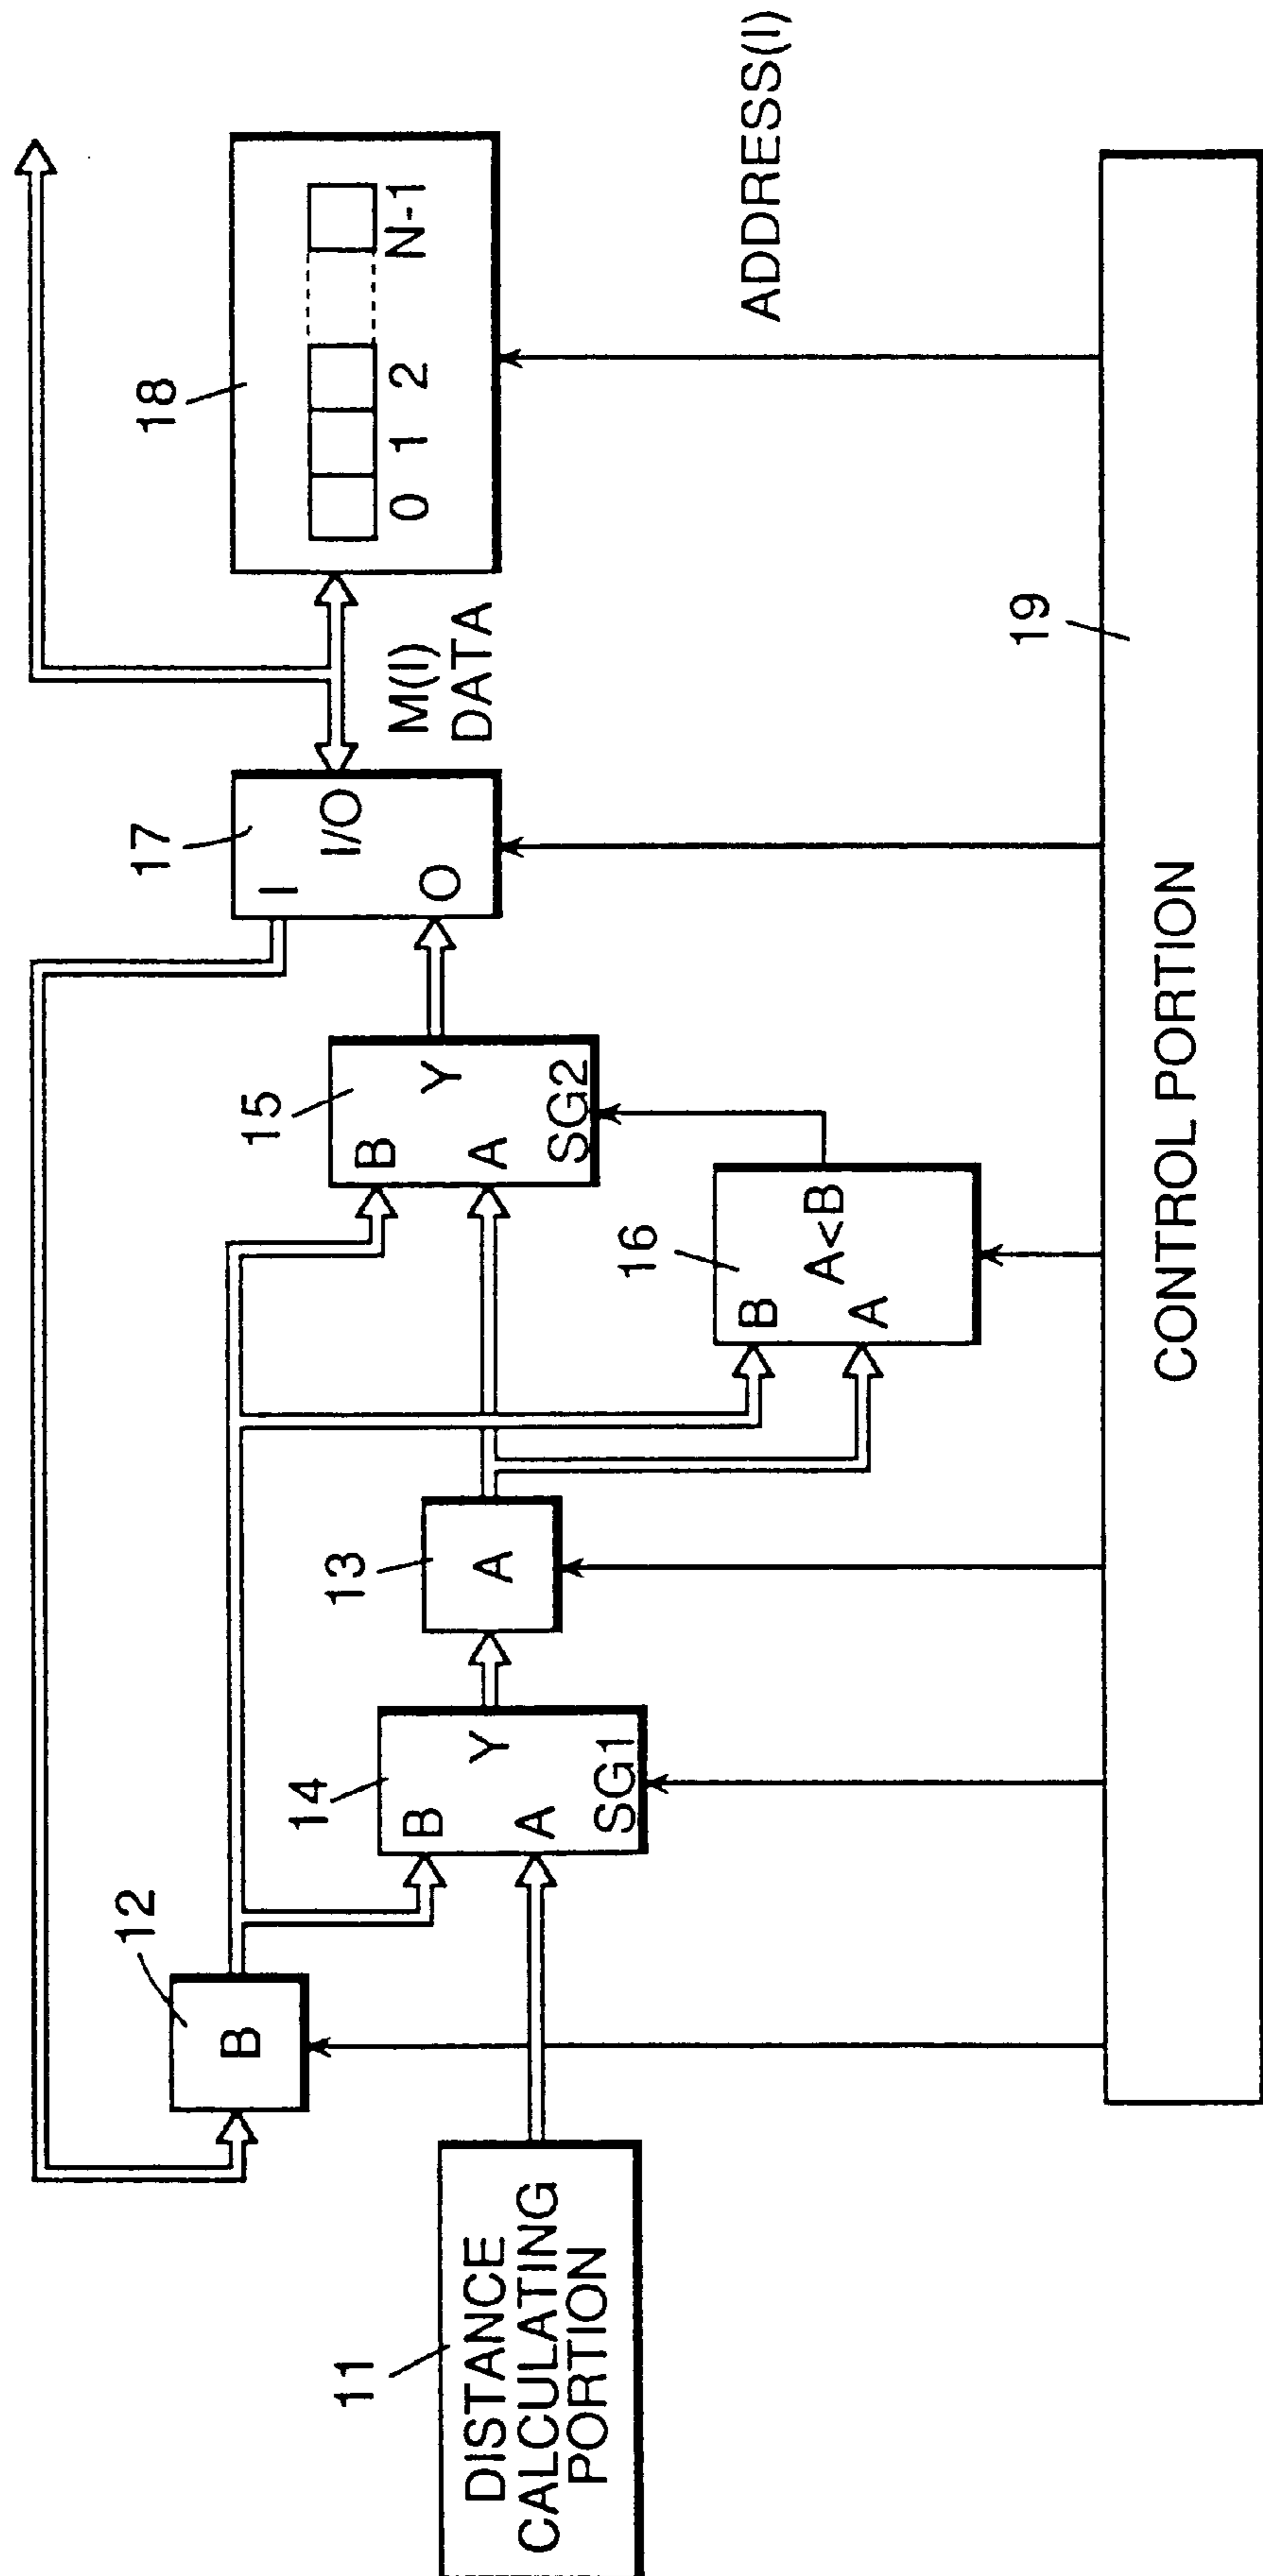 11
DISTANCE
CALCULATING
PORTION
12
B
14
B
Y
A
SG1
13
A
15
B
Y
A
SG2
16
B
A<B
A
17
I
I/O
O
M(I)
DATA
18
0 1 2 N-1
ADDRESS(I)
19
CONTROL PORTION